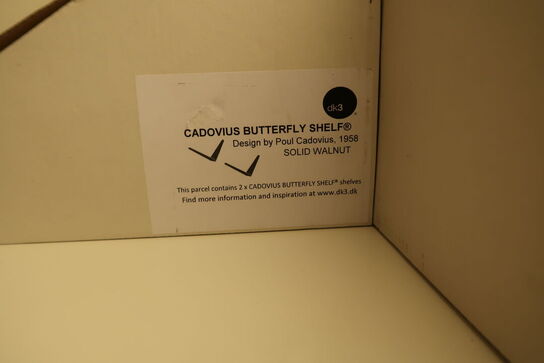 dk3
CADOVIUS BUTTERFLY SHELF®
Design by Poul Cadovius, 1958
SOLID WALNUT
This parcel contains 2 x CADOVIUS BUTTERFLY SHELF® shelves
Find more information and inspiration at www.dk3.dk